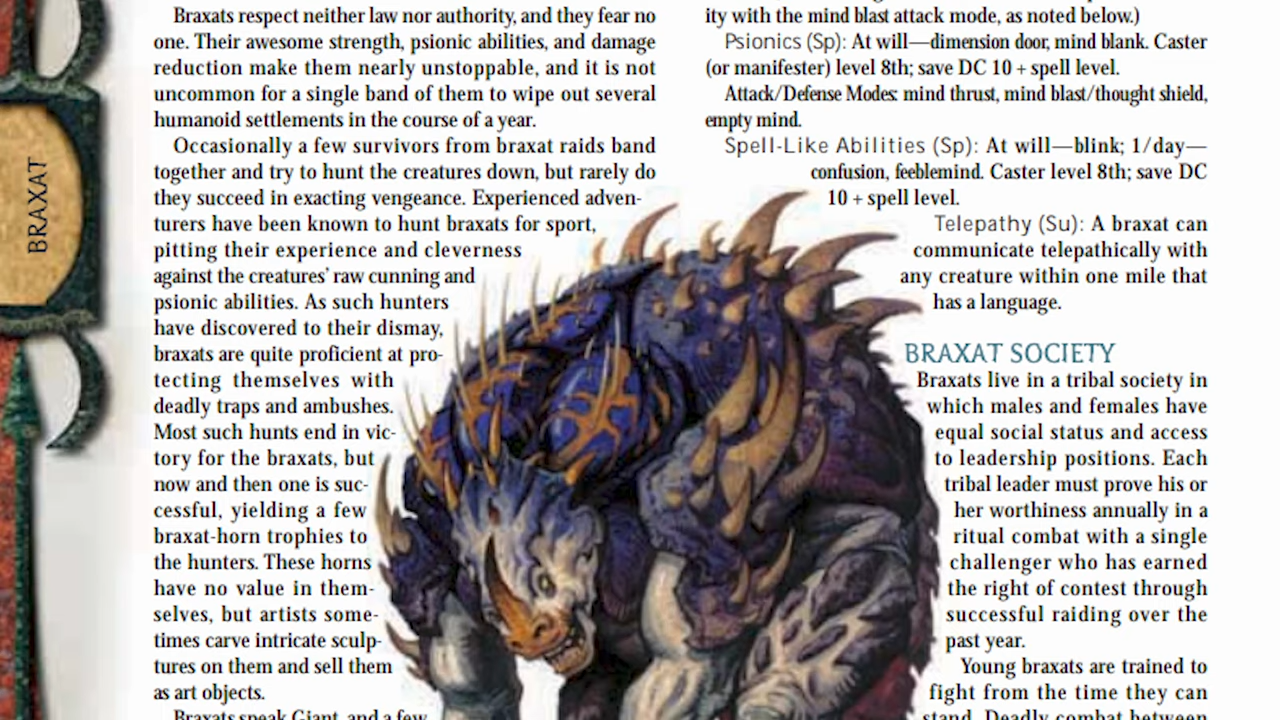 BRAXAT
Braxats respect neither law nor authority, and they fear no
one. Their awesome strength, psionic abilities, and damage
reduction make them nearly unstoppable, and it is not
uncommon for a single band of them to wipe out several
humanoid settlements in the course of a year.
Occasionally a few survivors from braxat raids band
together and try to hunt the creatures down, but rarely do
they succeed in exacting vengeance. Experienced adven-
turers have been known to hunt braxats for sport,
pitting their experience and cleverness
against the creatures' raw cunning and
psionic abilities. As such hunters
have discovered to their dismay,
braxats are quite proficient at pro-
tecting themselves with
deadly traps and ambushes.
Most such hunts end in vic-
tory for the braxats, but
now and then one is suc-
cessful, yielding a few
braxat-horn trophies to
the hunters. These horns
have no value in them-
selves, but artists some-
times carve intricate sculp-
tures on them and sell them
as art objects.
Braxats speak Giant, and a few
ity with the mind blast attack mode, as noted below.)
Psionics (Sp): At will—dimension door, mind blank. Caster
(or manifester) level 8th; save DC 10 + spell level.
Attack/Defense Modes: mind thrust, mind blast/thought shield,
empty mind.
Spell-Like Abilities (Sp): At will—blink; 1/day—
confusion, feeblemind. Caster level 8th; save DC
10 + spell level.
Telepathy (Su): A braxat can
communicate telepathically with
any creature within one mile that
has a language.
BRAXAT SOCIETY
Braxats live in a tribal society in
which males and females have
equal social status and access
to leadership positions. Each
tribal leader must prove his or
her worthiness annually in a
ritual combat with a single
challenger who has earned
the right of contest through
successful raiding over the
past year.
Young braxats are trained to
fight from the time they can
stand. Deadly combat between